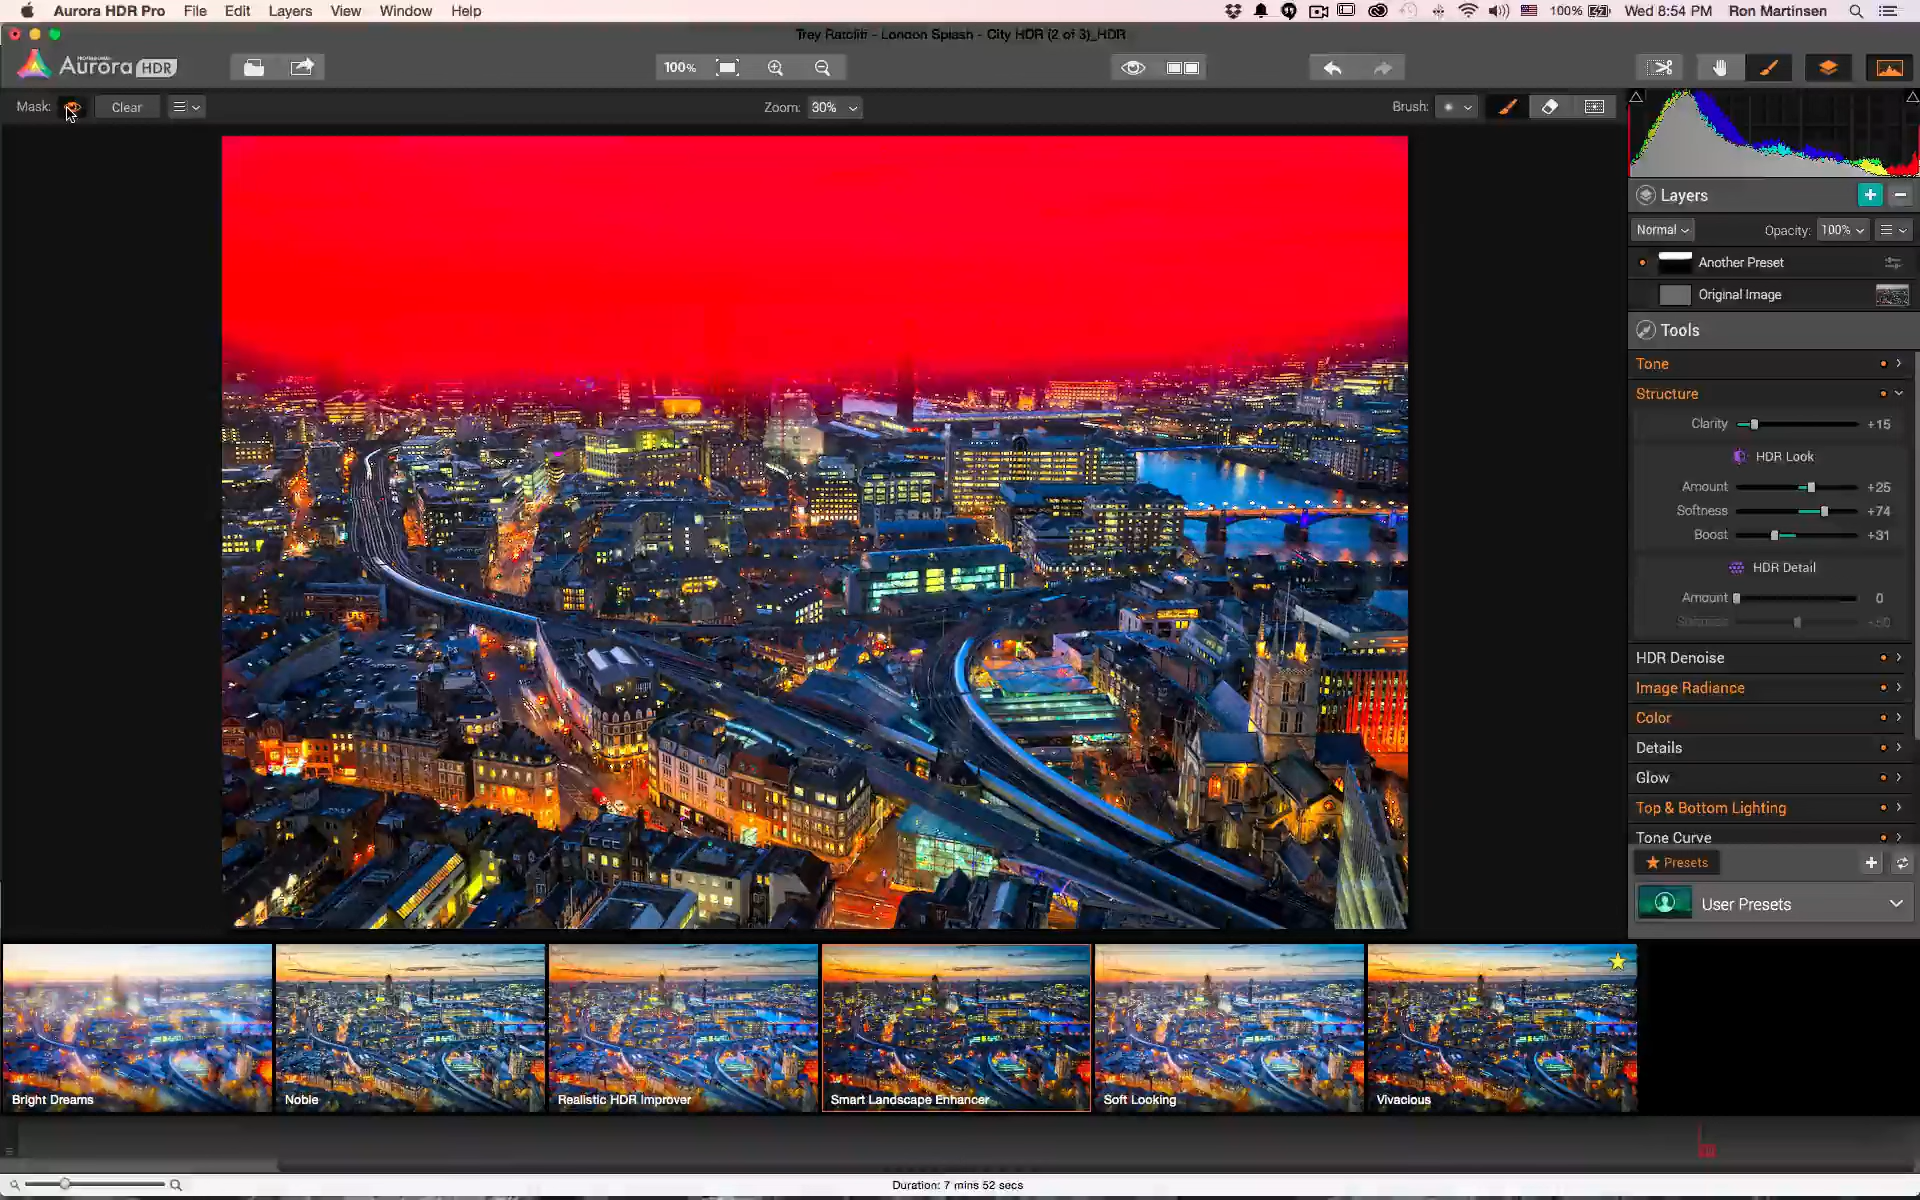 Aurora HDR Pro File Edit Layers View Window Help 100% Wed 8:54 PM Ron Martinsen
Trey Ratcliff - London Splash - City HDR (2 of 3)_HDR
Aurora HDR 100%
Mask: Clear Zoom: 30% Brush:
Layers
Normal Opacity: 100%
Another Preset
Original Image
Tools
Tone
Structure
Clarity +15
HDR Look
Amount +25
Softness +74
Boost +31
HDR Detail
Amount 0
Softness +50
HDR Denoise
Image Radiance
Color
Details
Glow
Top & Bottom Lighting
Tone Curve
Presets
User Presets
Bright Dreams Noble Realistic HDR Improver Smart Landscape Enhancer Soft Looking Vivacious
Duration: 7 mins 52 secs